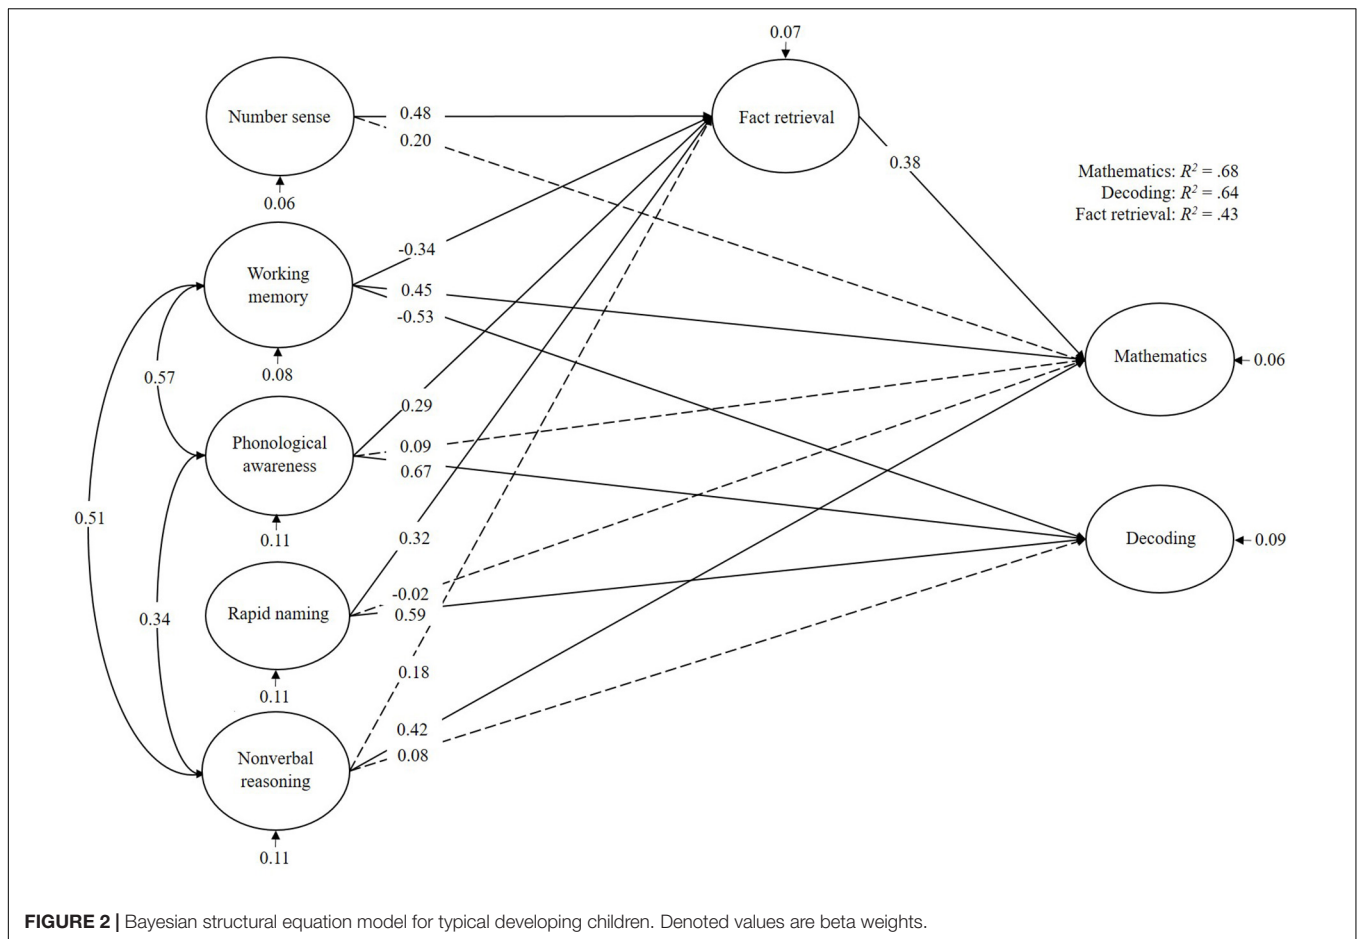 0.07
Number sense
0.48
0.20
Fact retrieval
0.38
Mathematics: R² = .68
Decoding: R² = .64
Fact retrieval: R² = .43
0.06
Working
memory
-0.34
0.45
-0.53
0.08
0.57
Mathematics
0.06
0.29
Phonological
awareness
0.09
0.67
0.11
0.51
0.32
Decoding
0.09
Rapid naming
-0.02
0.59
0.34
0.11
0.18
Nonverbal
reasoning
0.42
0.08
0.11
FIGURE 2 | Bayesian structural equation model for typical developing children. Denoted values are beta weights.